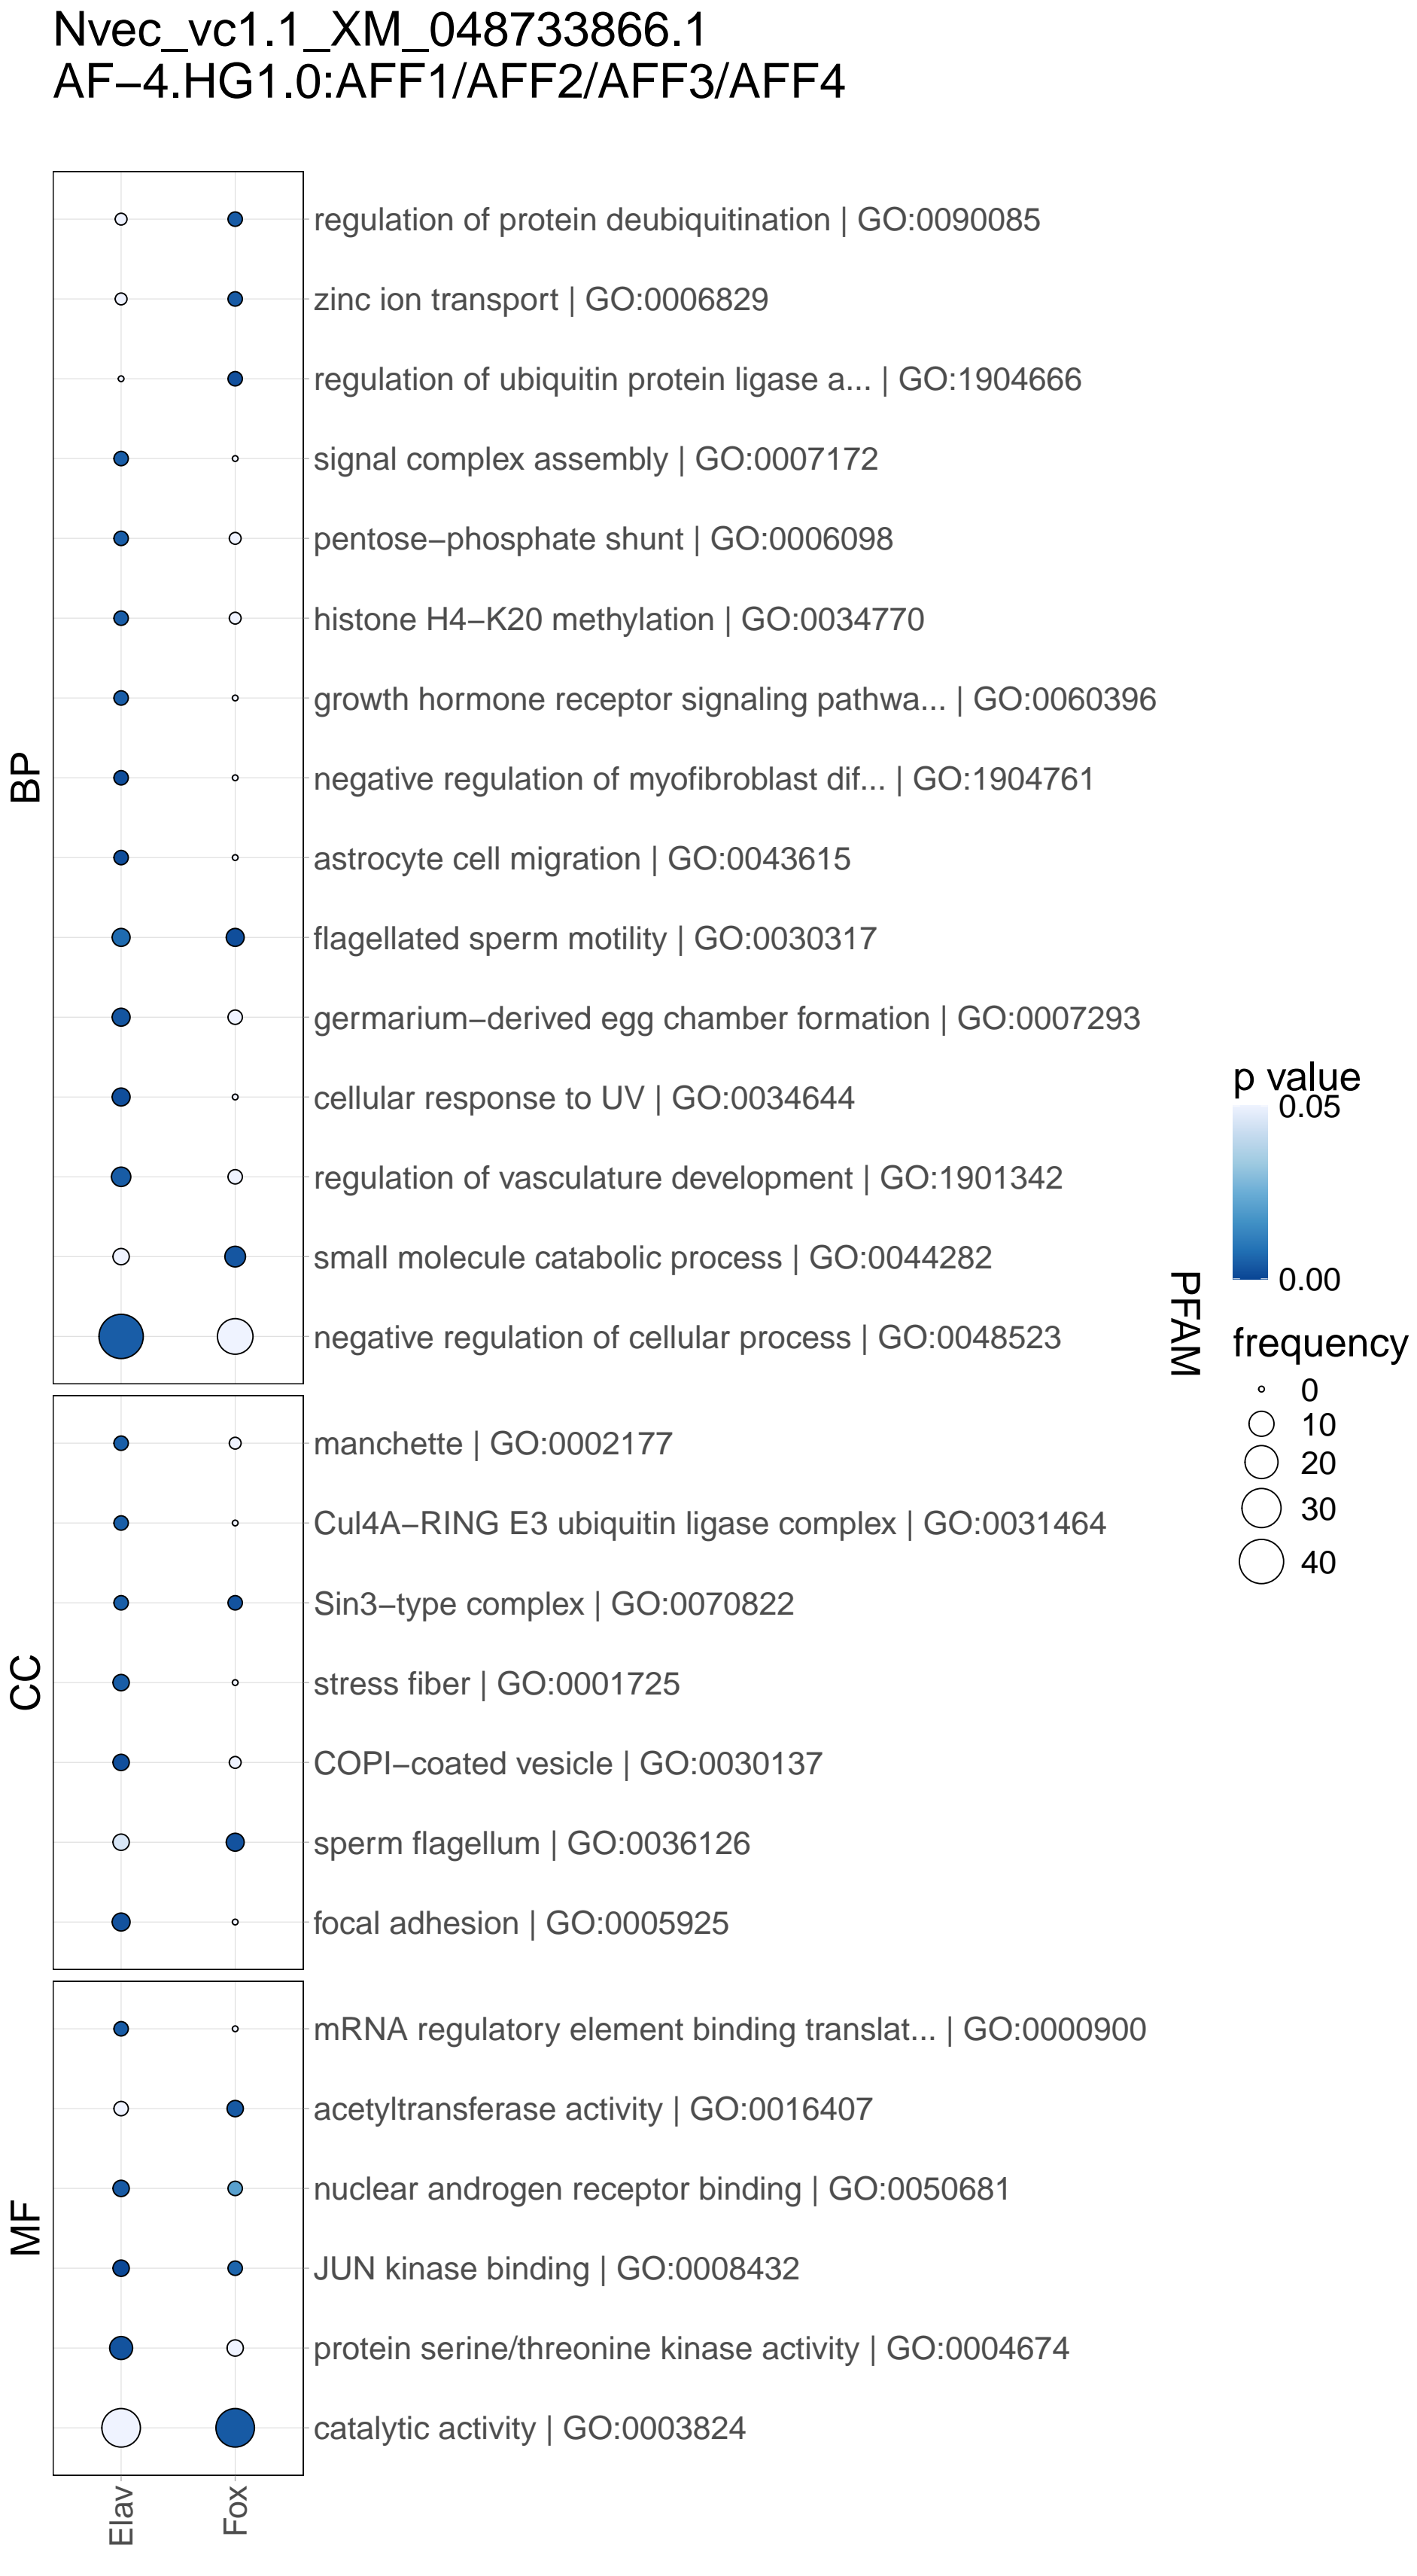 Nvec_vc1.1_XM_048733866.1
AF−4.HG1.0:AFF1/AFF2/AFF3/AFF4
BP
regulation of protein deubiquitination | GO:0090085
zinc ion transport | GO:0006829
regulation of ubiquitin protein ligase a... | GO:1904666
signal complex assembly | GO:0007172
pentose−phosphate shunt | GO:0006098
histone H4−K20 methylation | GO:0034770
growth hormone receptor signaling pathwa... | GO:0060396
negative regulation of myofibroblast dif... | GO:1904761
astrocyte cell migration | GO:0043615
flagellated sperm motility | GO:0030317
germarium−derived egg chamber formation | GO:0007293
cellular response to UV | GO:0034644
regulation of vasculature development | GO:1901342
small molecule catabolic process | GO:0044282
negative regulation of cellular process | GO:0048523
CC
manchette | GO:0002177
Cul4A−RING E3 ubiquitin ligase complex | GO:0031464
Sin3−type complex | GO:0070822
stress fiber | GO:0001725
COPI−coated vesicle | GO:0030137
sperm flagellum | GO:0036126
focal adhesion | GO:0005925
MF
mRNA regulatory element binding translat... | GO:0000900
acetyltransferase activity | GO:0016407
nuclear androgen receptor binding | GO:0050681
JUN kinase binding | GO:0008432
protein serine/threonine kinase activity | GO:0004674
catalytic activity | GO:0003824
Elav
Fox
PFAM
p value
0.05
0.00
frequency
0
10
20
30
40